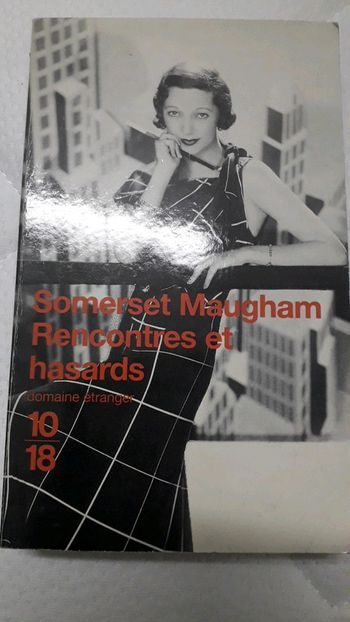 Somerset Maugham
Rencontres et
hasards
domaine étranger
10
18